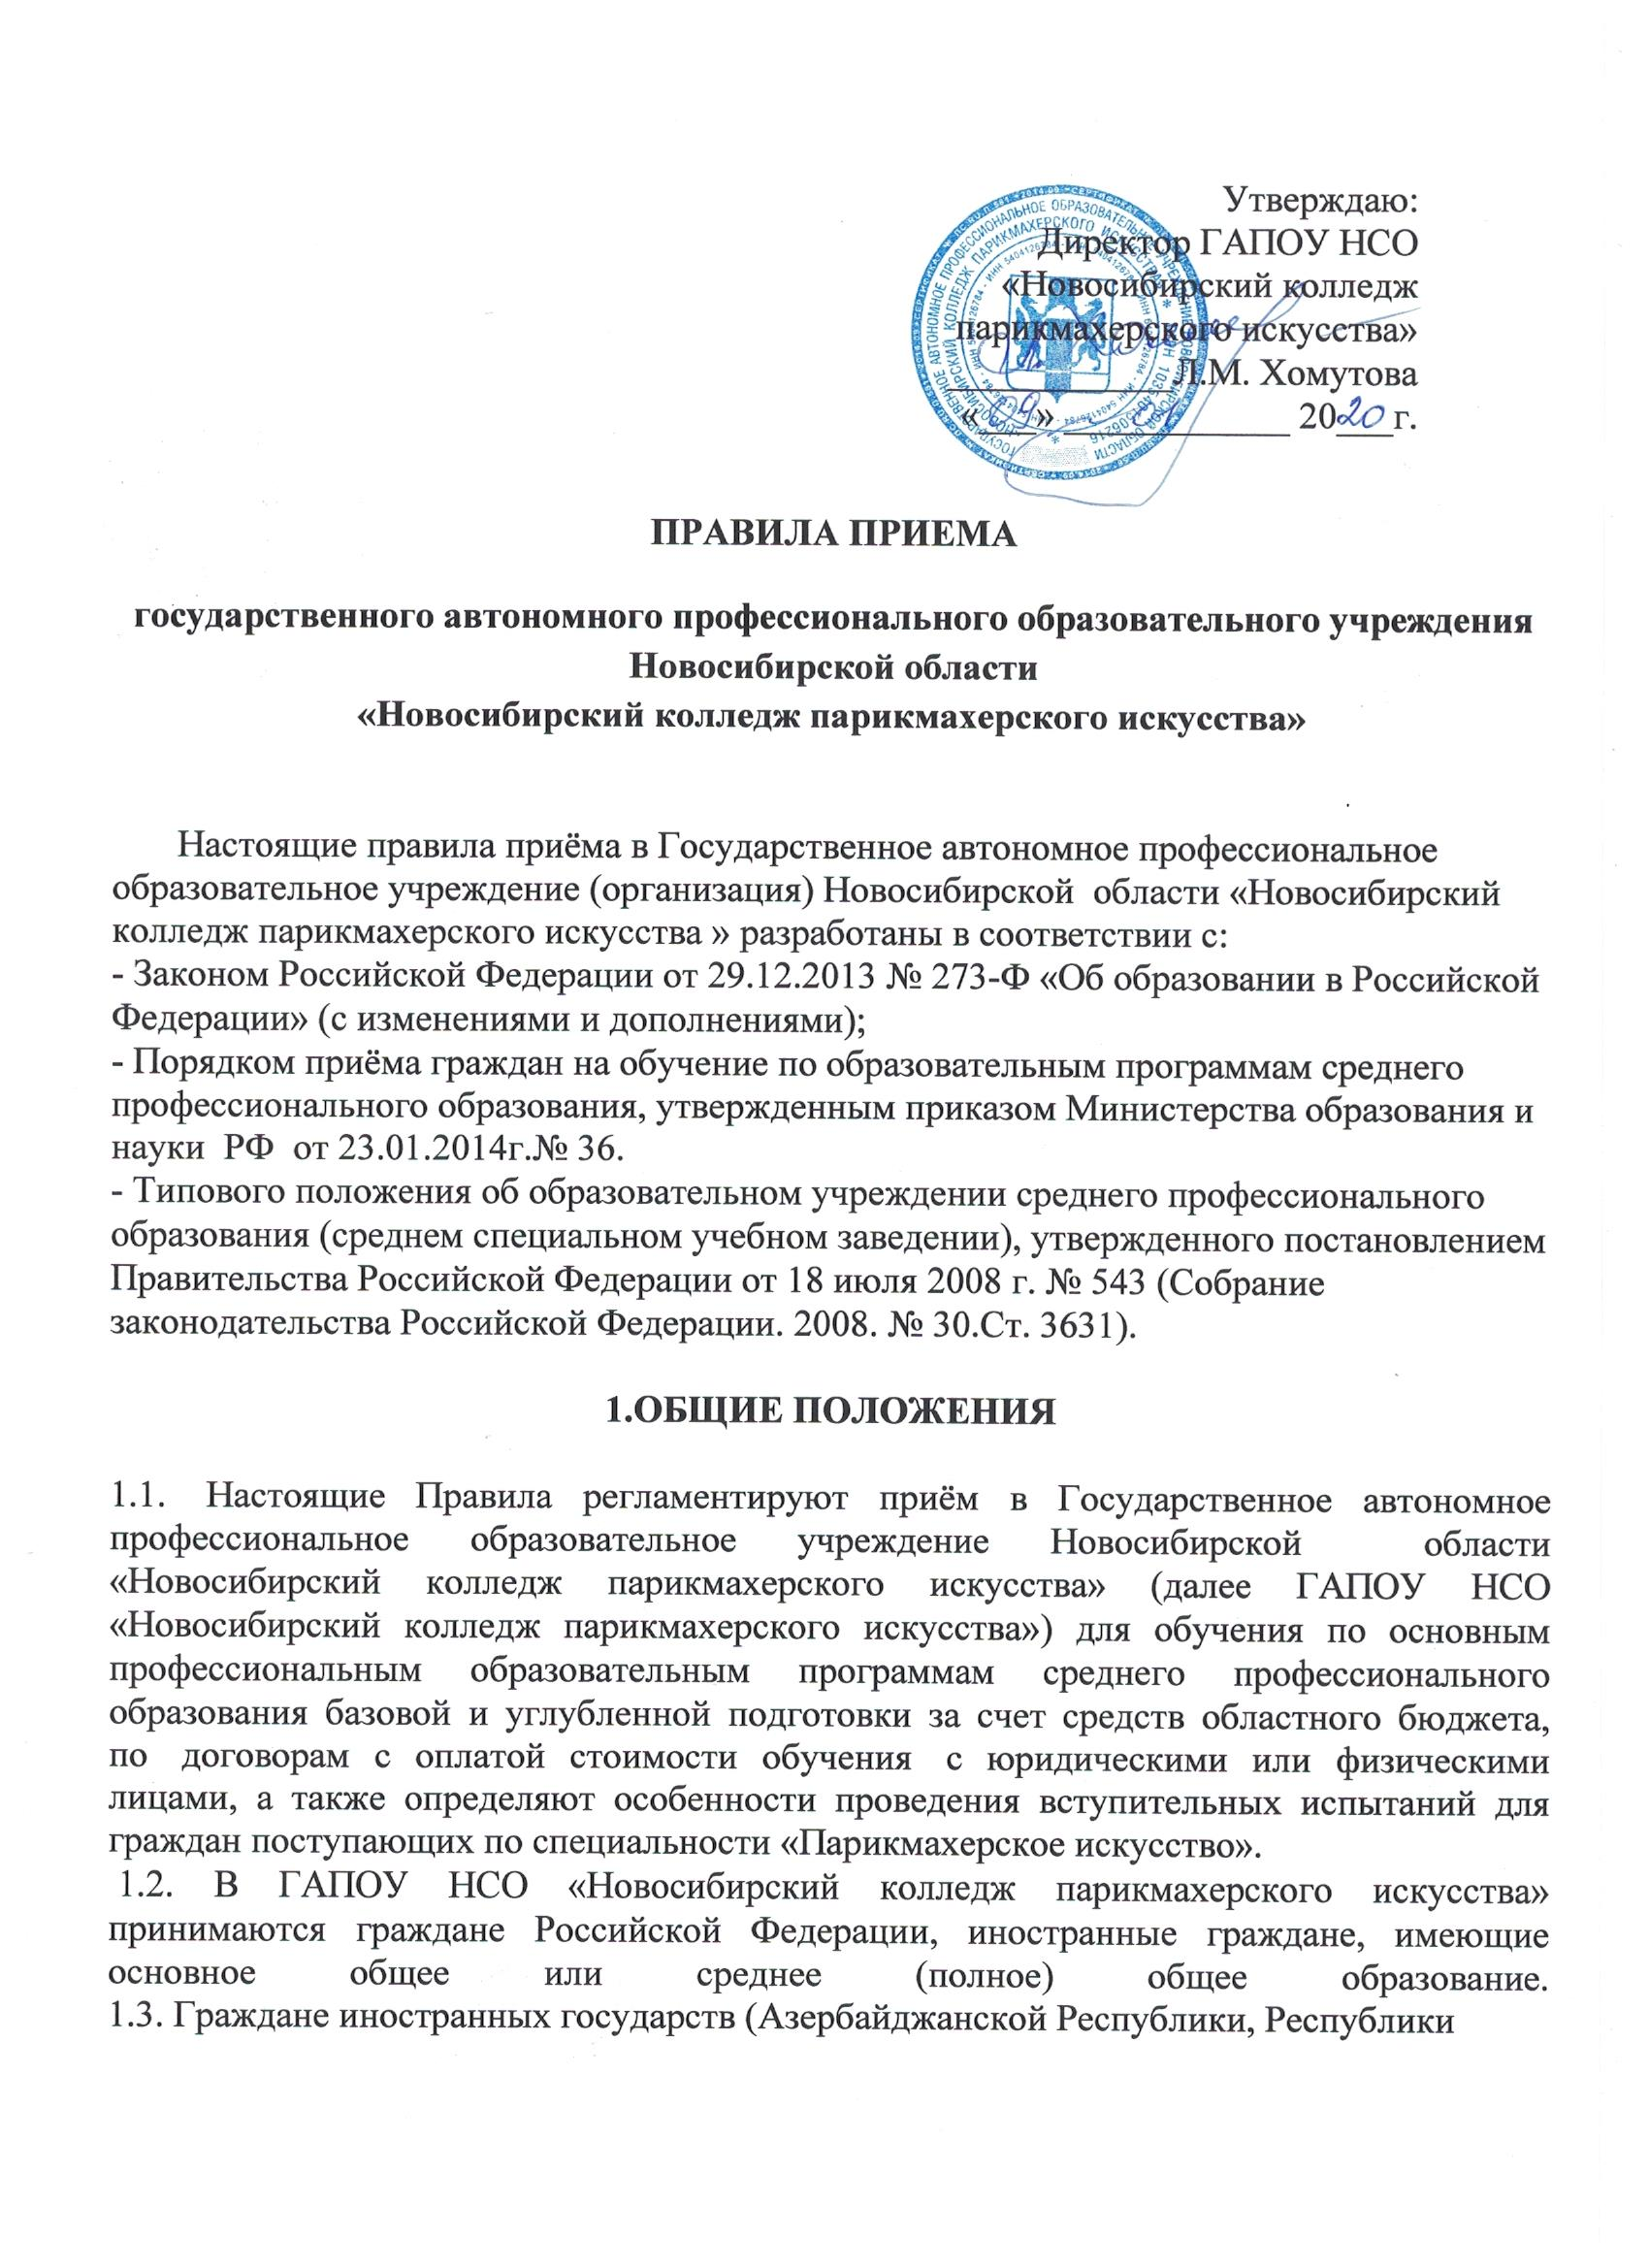 Утверждаю:
Директор ГАПОУ НСО
«Новосибирский колледж
парикмахерского искусства»
Л.М. Хомутова
«09» 20 20 г.
ПРАВИЛА ПРИЕМА
государственного автономного профессионального образовательного учреждения
Новосибирской области
«Новосибирский колледж парикмахерского искусства»
Настоящие правила приёма в Государственное автономное профессиональное
образовательное учреждение (организация) Новосибирской области «Новосибирский
колледж парикмахерского искусства » разработаны в соответствии с:
- Законом Российской Федерации от 29.12.2013 № 273-Ф «Об образовании в Российской
Федерации» (с изменениями и дополнениями);
- Порядком приёма граждан на обучение по образовательным программам среднего
профессионального образования, утвержденным приказом Министерства образования и
науки РФ от 23.01.2014г.№ 36.
- Типового положения об образовательном учреждении среднего профессионального
образования (среднем специальном учебном заведении), утвержденного постановлением
Правительства Российской Федерации от 18 июля 2008 г. № 543 (Собрание
законодательства Российской Федерации. 2008. № 30.Ст. 3631).
1.ОБЩИЕ ПОЛОЖЕНИЯ
1.1. Настоящие Правила регламентируют приём в Государственное автономное
профессиональное образовательное учреждение Новосибирской области
«Новосибирский колледж парикмахерского искусства» (далее ГАПОУ НСО
«Новосибирский колледж парикмахерского искусства») для обучения по основным
профессиональным образовательным программам среднего профессионального
образования базовой и углубленной подготовки за счет средств областного бюджета,
по договорам с оплатой стоимости обучения с юридическими или физическими
лицами, а также определяют особенности проведения вступительных испытаний для
граждан поступающих по специальности «Парикмахерское искусство».
1.2. В ГАПОУ НСО «Новосибирский колледж парикмахерского искусства»
принимаются граждане Российской Федерации, иностранные граждане, имеющие
основное общее или среднее (полное) общее образование.
1.3. Граждане иностранных государств (Азербайджанской Республики, Республики